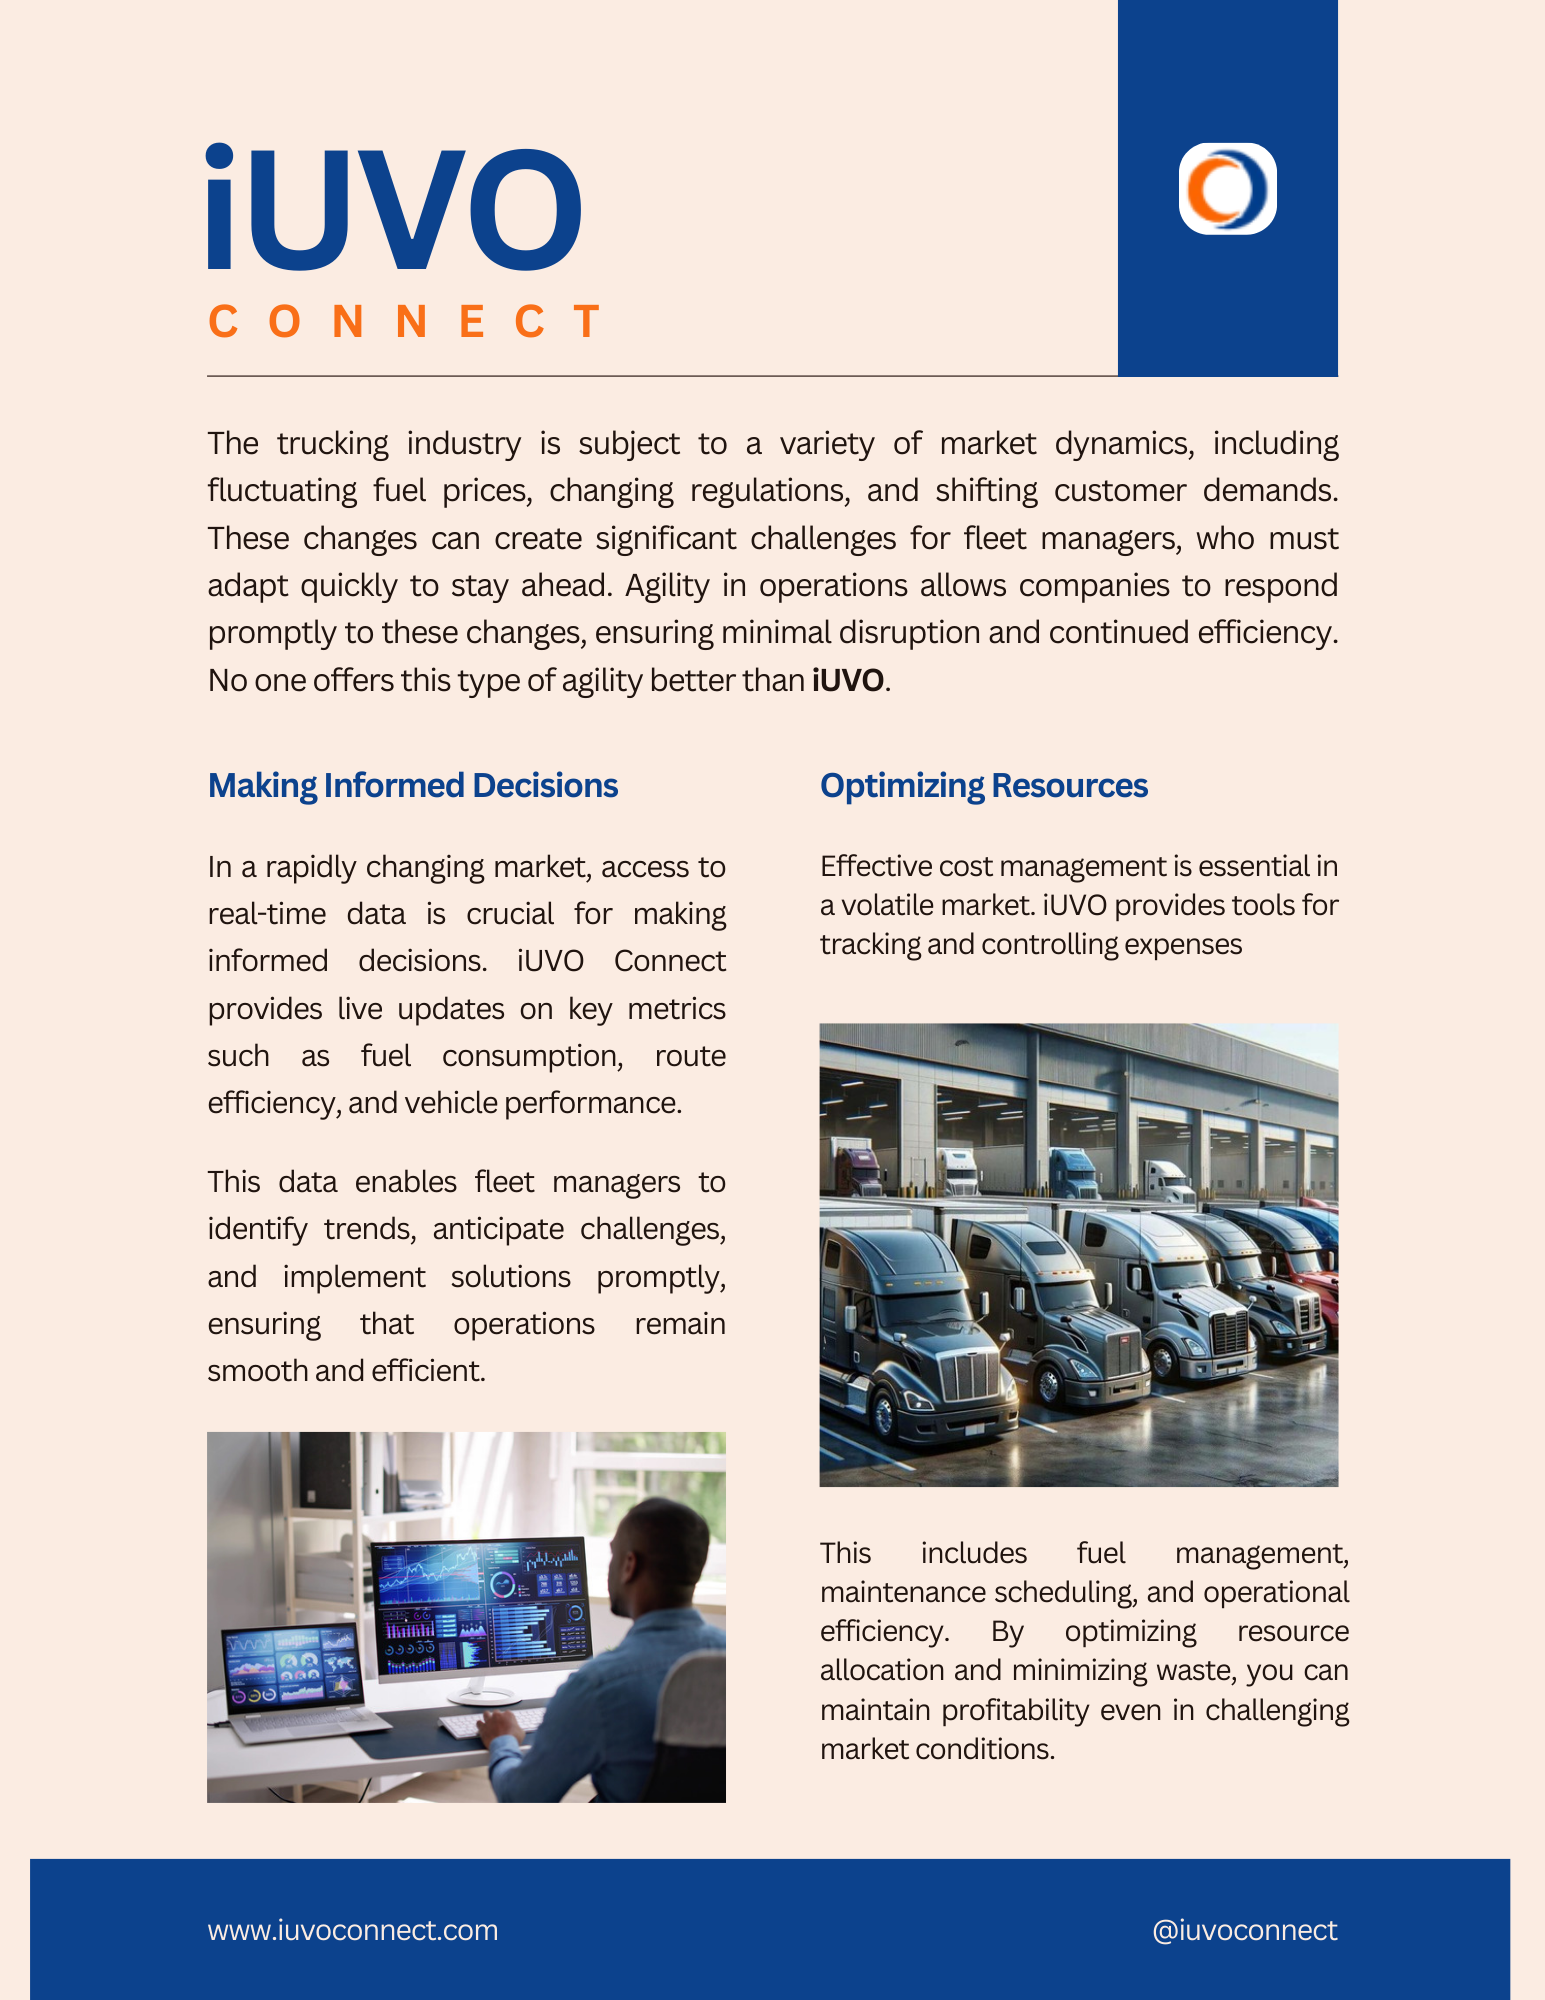 iUVO
CONNECT
The trucking industry is subject to a variety of market dynamics, including
fluctuating fuel prices, changing regulations, and shifting customer demands.
These changes can create significant challenges for fleet managers, who must
adapt quickly to stay ahead. Agility in operations allows companies to respond
promptly to these changes, ensuring minimal disruption and continued efficiency.
No one offers this type of agility better than iUVO.
Making Informed Decisions
In a rapidly changing market, access to
real-time data is crucial for making
informed decisions. iUVO Connect
provides live updates on key metrics
such as fuel consumption, route
efficiency, and vehicle performance.
This data enables fleet managers to
identify trends, anticipate challenges,
and implement solutions promptly,
ensuring that operations remain
smooth and efficient.
Optimizing Resources
Effective cost management is essential in
a volatile market. iUVO provides tools for
tracking and controlling expenses
This includes fuel management,
maintenance scheduling, and operational
efficiency. By optimizing resource
allocation and minimizing waste, you can
maintain profitability even in challenging
market conditions.
www.iuvoconnect.com
@iuvoconnect